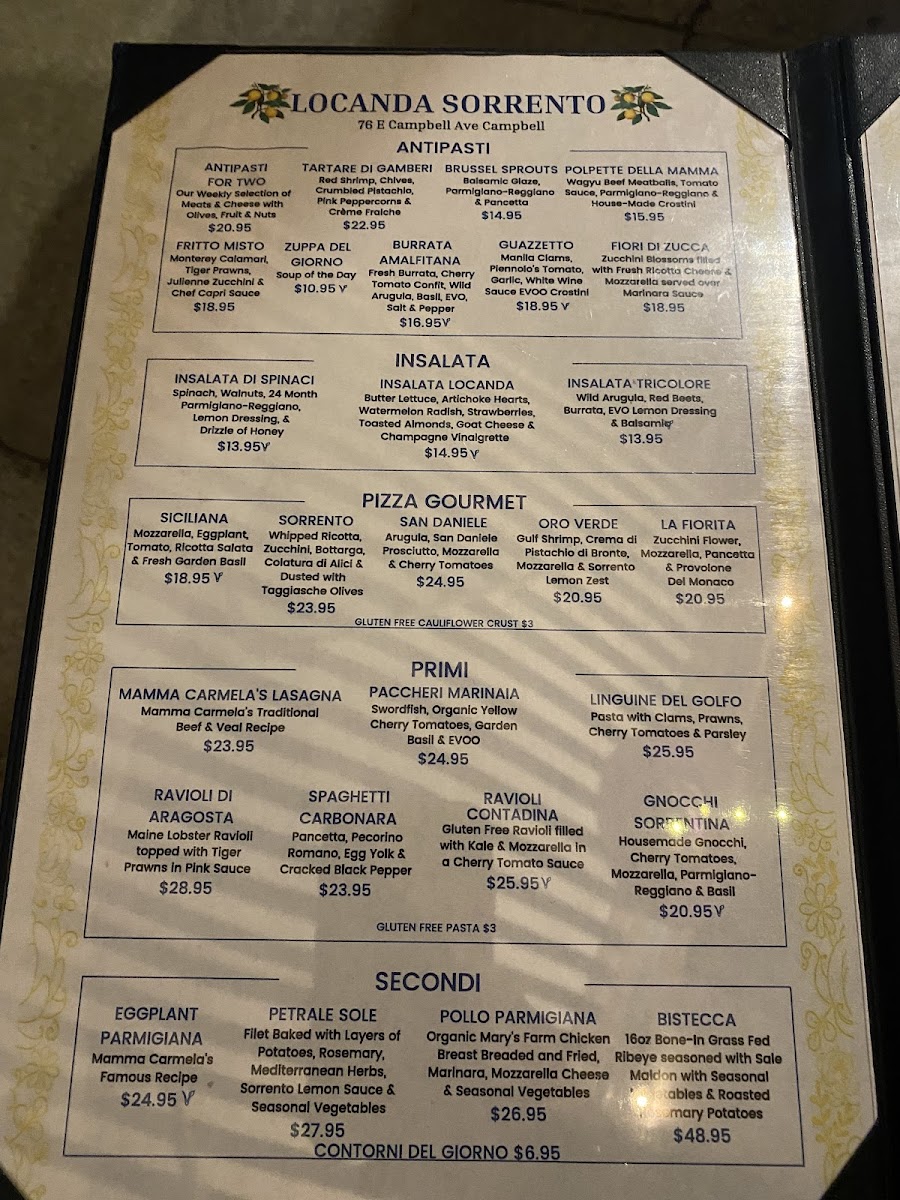 LOCANDA SORRENTO
76 E Campbell Ave Campbell
ANTIPASTI
ANTIPASTI
FOR TWO
Our Weekly Selection of
Meats & Cheese with
Olives, Fruit & Nuts
$20.95
TARTARE DI GAMBERI
Red Shrimp, Chives,
Crumbled Pistachio,
Pink Peppercorns &
Crème Fraiche
$22.95
BRUSSEL SPROUTS
Balsamic Glaze,
Parmigiano-Reggiano
& Pancetta
$14.95
POLPETTE DELLA MAMMA
Wagyu Beef Meatballs, Tomato
Sauce, Parmigiano-Reggiano &
House-Made Crostini
$15.95
FRITTO MISTO
Monterey Calamari,
Tiger Prawns,
Julienne Zucchini &
Chef Capri Sauce
$18.95
ZUPPA DEL
GIORNO
Soup of the Day
$10.95 V
BURRATA
AMALFITANA
Fresh Burrata, Cherry
Tomato Confit, Wild
Arugula, Basil, EVO,
Salt & Pepper
$16.95V
GUAZZETTO
Manila Clams,
Piennolo's Tomato,
Garlic, White Wine
Sauce EVOO Crostini
$18.95 V
FIORI DI ZUCCA
Zucchini Blossoms filled
with Fresh Ricotta Cheese &
Mozzarella served over
Marinara Sauce
$18.95
INSALATA
INSALATA DI SPINACI
Spinach, Walnuts, 24 Month
Parmigiano-Reggiano,
Lemon Dressing, &
Drizzle of Honey
$13.95V
INSALATA LOCANDA
Butter Lettuce, Artichoke Hearts,
Watermelon Radish, Strawberries,
Toasted Almonds, Goat Cheese &
Champagne Vinaigrette
$14.95 V
INSALATA TRICOLORE
Wild Arugula, Red Beets,
Burrata, EVO Lemon Dressing
& Balsamic
$13.95
PIZZA GOURMET
SICILIANA
Mozzarella, Eggplant,
Tomato, Ricotta Salata
& Fresh Garden Basil
$18.95 V
SORRENTO
Whipped Ricotta,
Zucchini, Bottarga,
Colatura di Alici &
Dusted with
Taggiasche Olives
$23.95
SAN DANIELE
Arugula, San Daniele
Prosciutto, Mozzarella
& Cherry Tomatoes
$24.95
ORO VERDE
Gulf Shrimp, Crema di
Pistachio di Bronte,
Mozzarella & Sorrento
Lemon Zest
$20.95
LA FIORITA
Zucchini Flower,
Mozzarella, Pancetta
& Provolone
Del Monaco
$20.95
GLUTEN FREE CAULIFLOWER CRUST $3
PRIMI
MAMMA CARMELA'S LASAGNA
Mamma Carmela's Traditional
Beef & Veal Recipe
$23.95
PACCHERI MARINAIA
Swordfish, Organic Yellow
Cherry Tomatoes, Garden
Basil & EVOO
$24.95
LINGUINE DEL GOLFO
Pasta with Clams, Prawns,
Cherry Tomatoes & Parsley
$25.95
RAVIOLI DI
ARAGOSTA
Maine Lobster Ravioli
topped with Tiger
Prawns in Pink Sauce
$28.95
SPAGHETTI
CARBONARA
Pancetta, Pecorino
Romano, Egg Yolk &
Cracked Black Pepper
$23.95
RAVIOLI
CONTADINA
Gluten Free Ravioli filled
with Kale & Mozzarella in
a Cherry Tomato Sauce
$25.95V
GNOCCHI
SORRENTINA
Housemade Gnocchi,
Cherry Tomatoes,
Mozzarella, Parmigiano-
Reggiano & Basil
$20.95V
GLUTEN FREE PASTA $3
SECONDI
EGGPLANT
PARMIGIANA
Mamma Carmela's
Famous Recipe
$24.95 V
PETRALE SOLE
Filet Baked with Layers of
Potatoes, Rosemary,
Mediterranean Herbs,
Sorrento Lemon Sauce &
Seasonal Vegetables
$27.95
POLLO PARMIGIANA
Organic Mary's Farm Chicken
Breast Breaded and Fried,
Marinara, Mozzarella Cheese
& Seasonal Vegetables
$26.95
BISTECCA
16oz Bone-In Grass Fed
Ribeye seasoned with Sale
Maldon with Seasonal
Vegetables & Roasted
Rosemary Potatoes
$48.95
CONTORNI DEL GIORNO $6.95